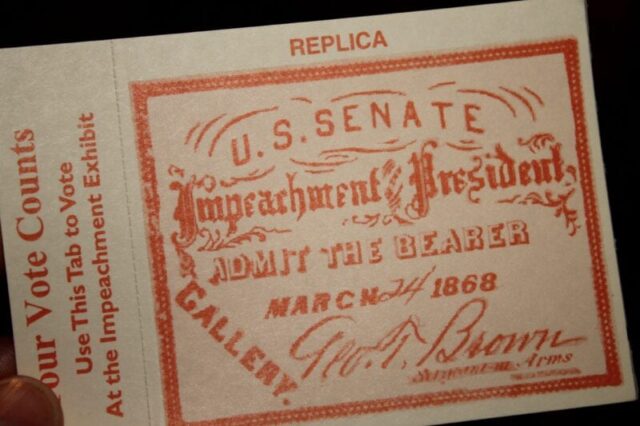 REPLICA
U.S. SENATE
Impeachment of the President
ADMIT THE BEARER
MARCH 24 1868
GALLERY.
Geo. T. Brown
Sergeant-at-Arms
Your Vote Counts
Use This Tab to Vote
At the Impeachment Exhibit